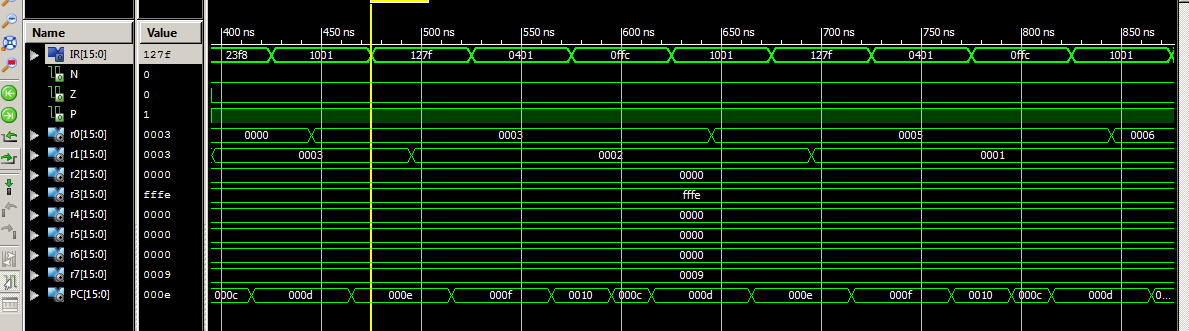 400 ns 450 ns 500 ns 550 ns 600 ns 650 ns 700 ns 750 ns 800 ns 850 ns
Name Value
IR[15:0] 127f 23f8 1001 127f 0401 0ffc 1001 127f 0401 0ffc 1001
N 0
Z 0
P 1
r0[15:0] 0003 0000 0003 0005 0006
r1[15:0] 0003 0003 0002 0001
r2[15:0] 0000 0000
r3[15:0] fffe fffe
r4[15:0] 0000 0000
r5[15:0] 0000 0000
r6[15:0] 0000 0000
r7[15:0] 0009 0009
PC[15:0] 000e 000c 000d 000e 000f 0010 000c 000d 000e 000f 0010 000c 000d 0...